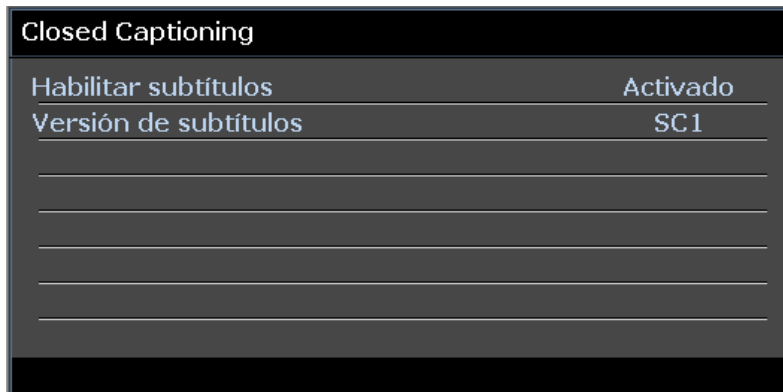 Closed Captioning
Habilitar subtítulos Activado
Versión de subtítulos SC1